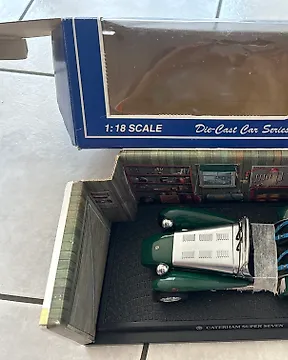 1:18 SCALE Die-Cast Car Series
CATERHAM SUPER SEVEN